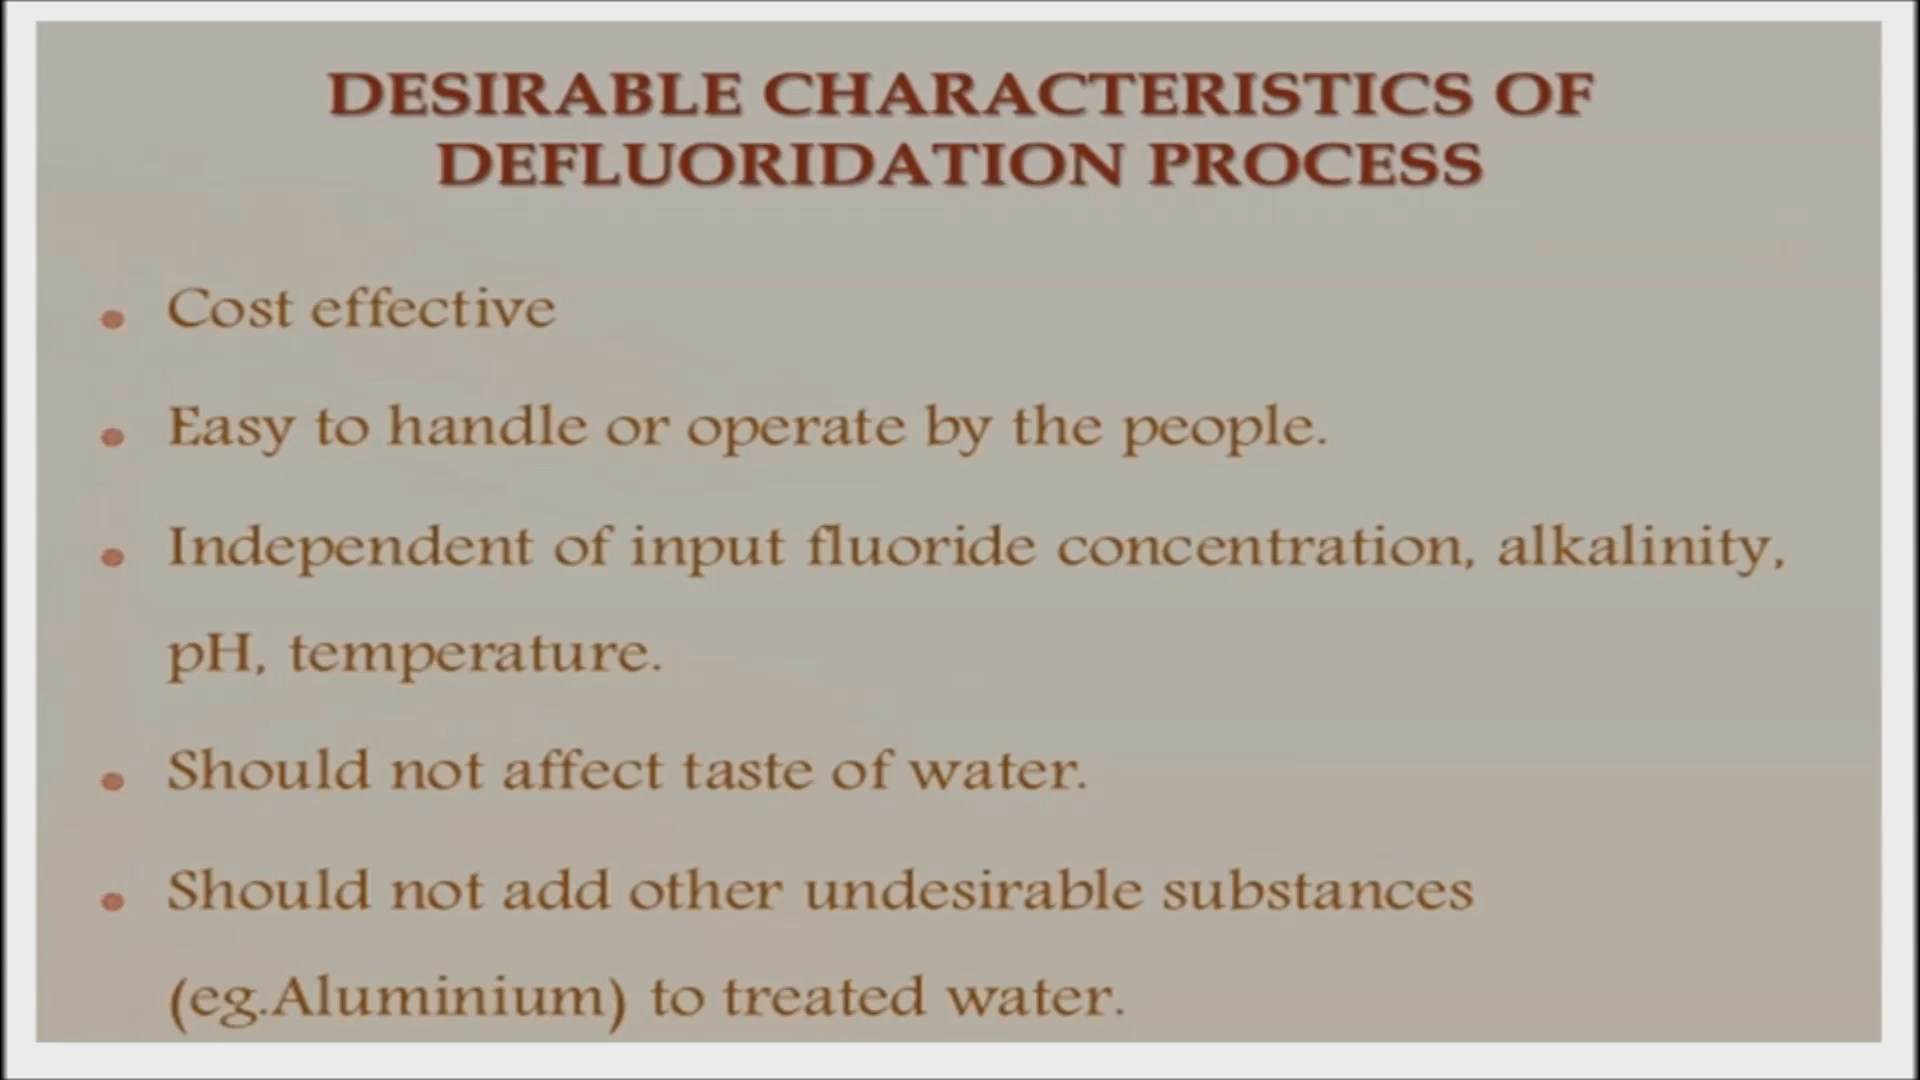 DESIRABLE CHARACTERISTICS OF
DEFLUORIDATION PROCESS
• Cost effective
• Easy to handle or operate by the people.
• Independent of input fluoride concentration, alkalinity,
pH, temperature.
• Should not affect taste of water.
• Should not add other undesirable substances
(eg.Aluminium) to treated water.